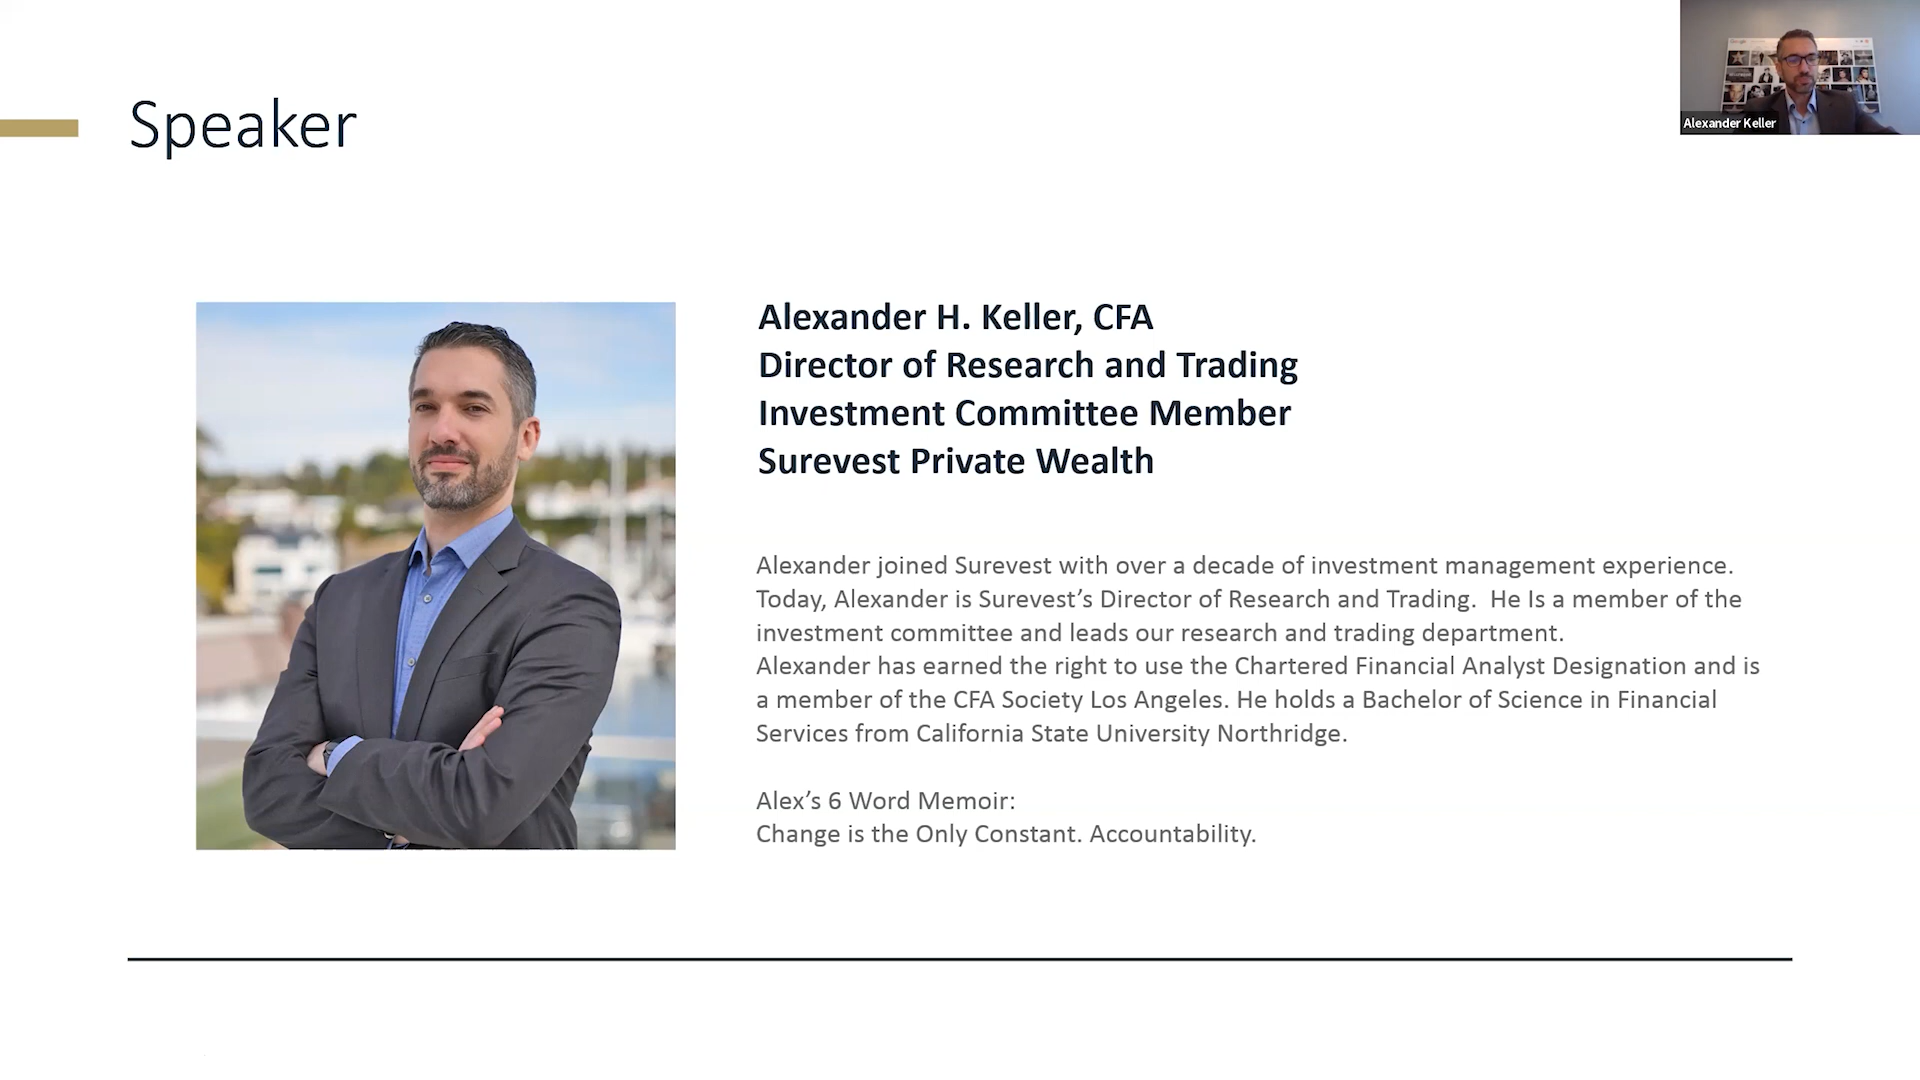 Speaker
Alexander Keller
Alexander H. Keller, CFA
Director of Research and Trading
Investment Committee Member
Surevest Private Wealth
Alexander joined Surevest with over a decade of investment management experience.
Today, Alexander is Surevest’s Director of Research and Trading.  He Is a member of the
investment committee and leads our research and trading department.
Alexander has earned the right to use the Chartered Financial Analyst Designation and is
a member of the CFA Society Los Angeles. He holds a Bachelor of Science in Financial
Services from California State University Northridge.
Alex’s 6 Word Memoir:
Change is the Only Constant. Accountability.